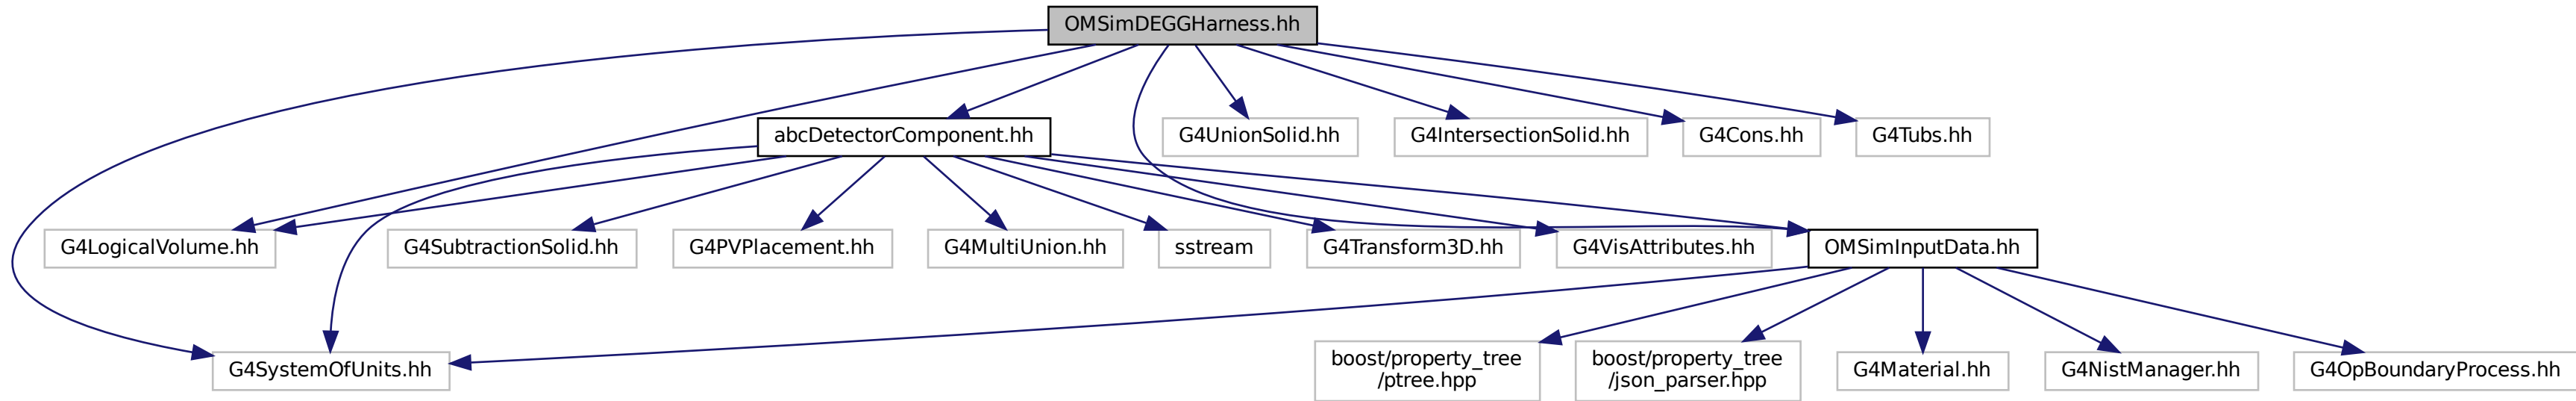 OMSimDEGGHarness.hh
abcDetectorComponent.hh
G4UnionSolid.hh
G4IntersectionSolid.hh
G4Cons.hh
G4Tubs.hh
G4LogicalVolume.hh
G4SubtractionSolid.hh
G4PVPlacement.hh
G4MultiUnion.hh
sstream
G4Transform3D.hh
G4VisAttributes.hh
OMSimInputData.hh
G4SystemOfUnits.hh
boost/property_tree
/ptree.hpp
boost/property_tree
/json_parser.hpp
G4Material.hh
G4NistManager.hh
G4OpBoundaryProcess.hh